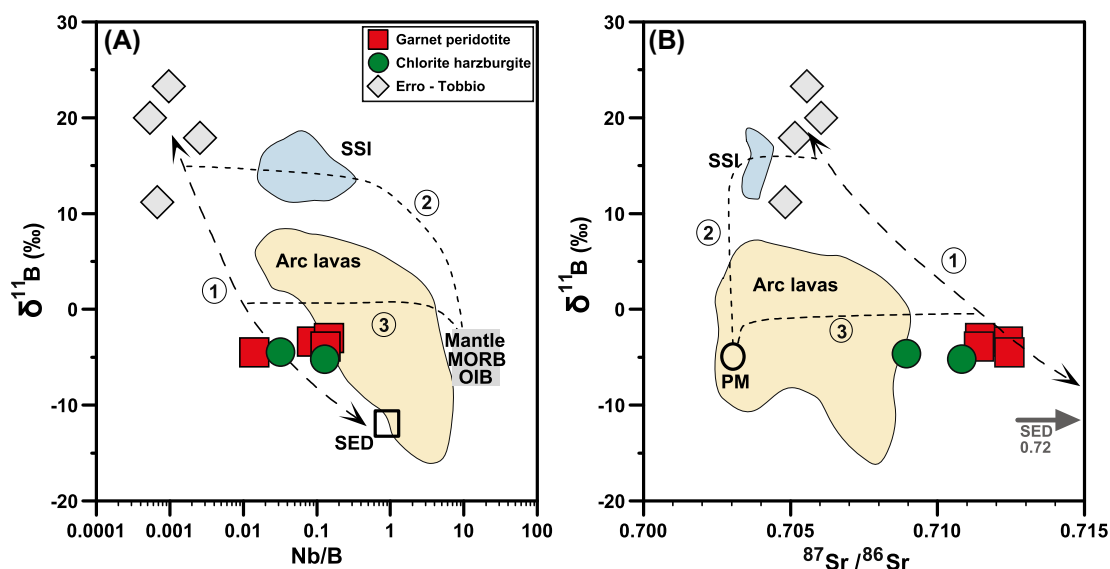 (A)
Garnet peridotite
Chlorite harzburgite
Erro - Tobbio
SSI
2
1
Arc lavas
3
Mantle
MORB
OIB
SED
30
20
10
0
-10
-20
δ¹¹B (‰)
0.0001 0.001 0.01 0.1 1 10 100
Nb/B
(B)
SSI
2
1
Arc lavas
3
PM
SED
0.72
30
20
10
0
-10
-20
δ¹¹B (‰)
0.700 0.705 0.710 0.715
⁸⁷Sr /⁸⁶Sr